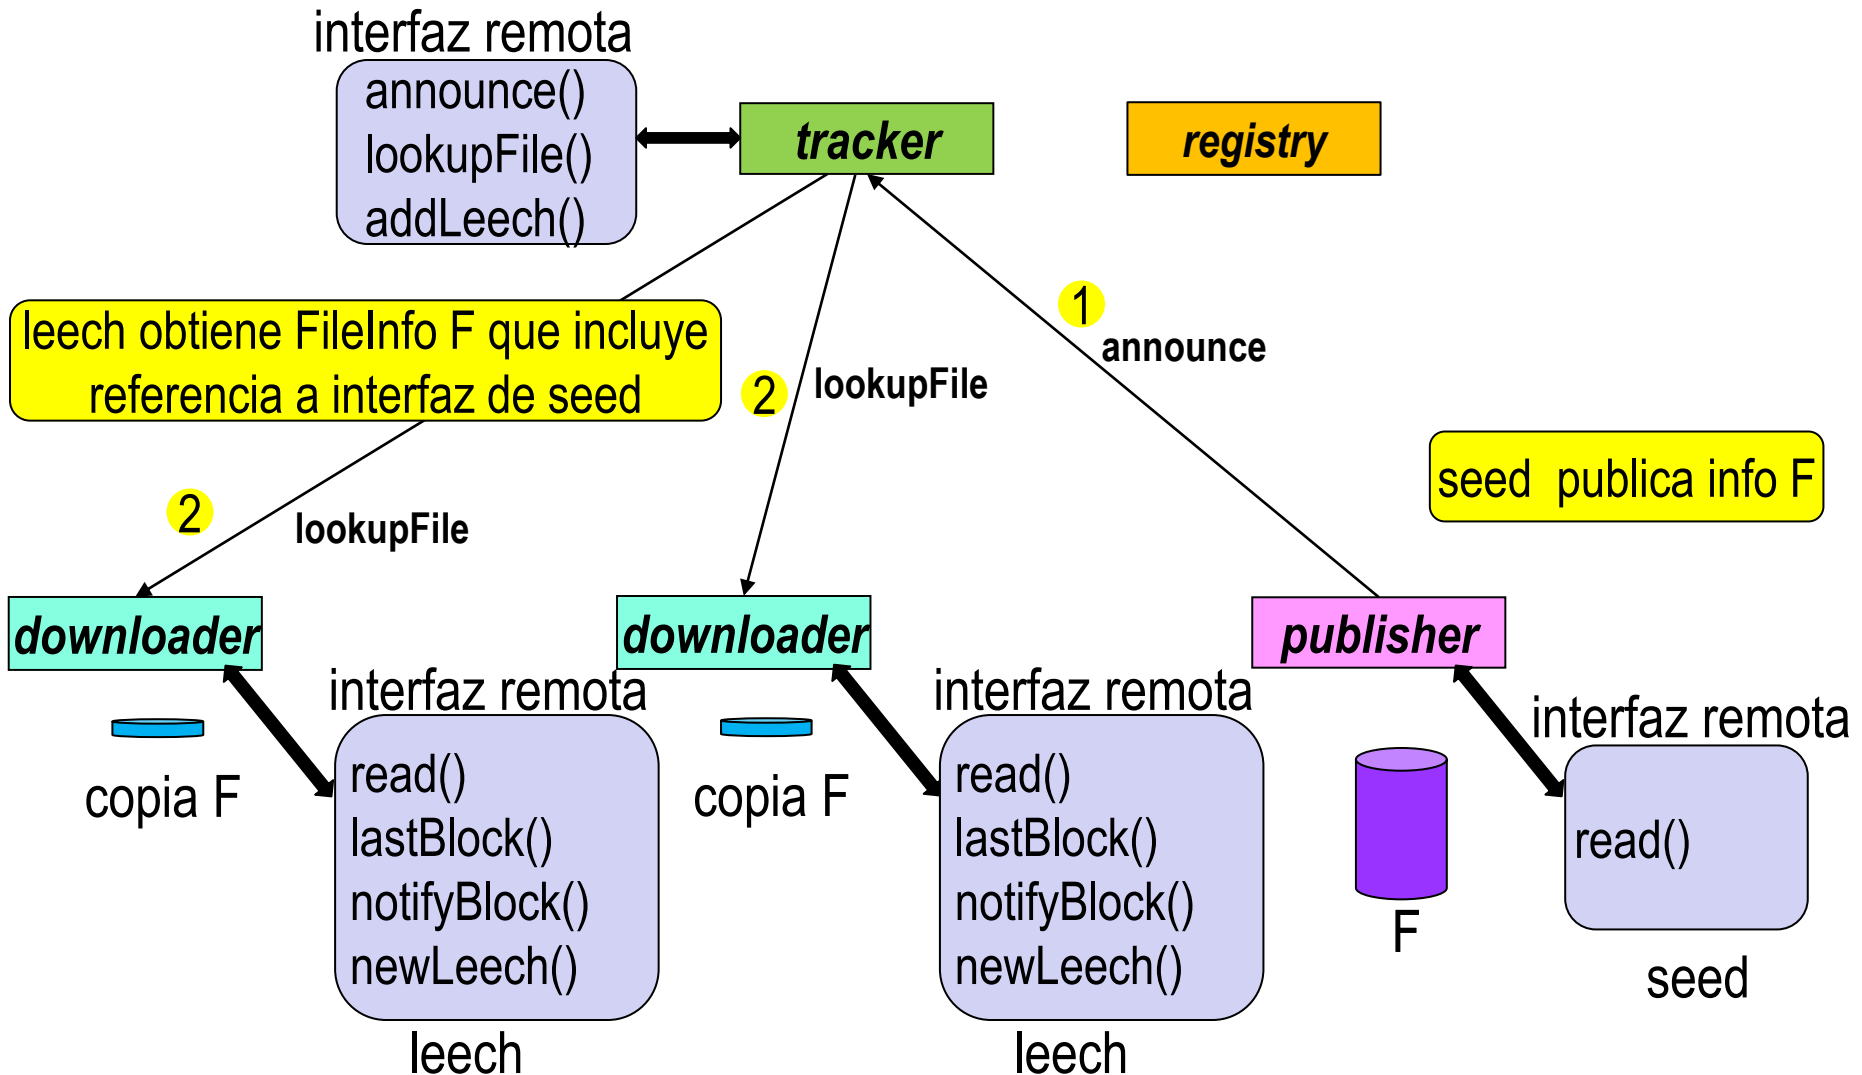 interfaz remota
announce()
lookupFile()
addLeech()
tracker
registry
leech obtiene FileInfo F que incluye
referencia a interfaz de seed
1
announce
2
lookupFile
seed publica info F
2
lookupFile
downloader
downloader
publisher
interfaz remota
interfaz remota
interfaz remota
copia F
copia F
read()
lastBlock()
notifyBlock()
newLeech()
leech
read()
lastBlock()
notifyBlock()
newLeech()
leech
F
read()
seed